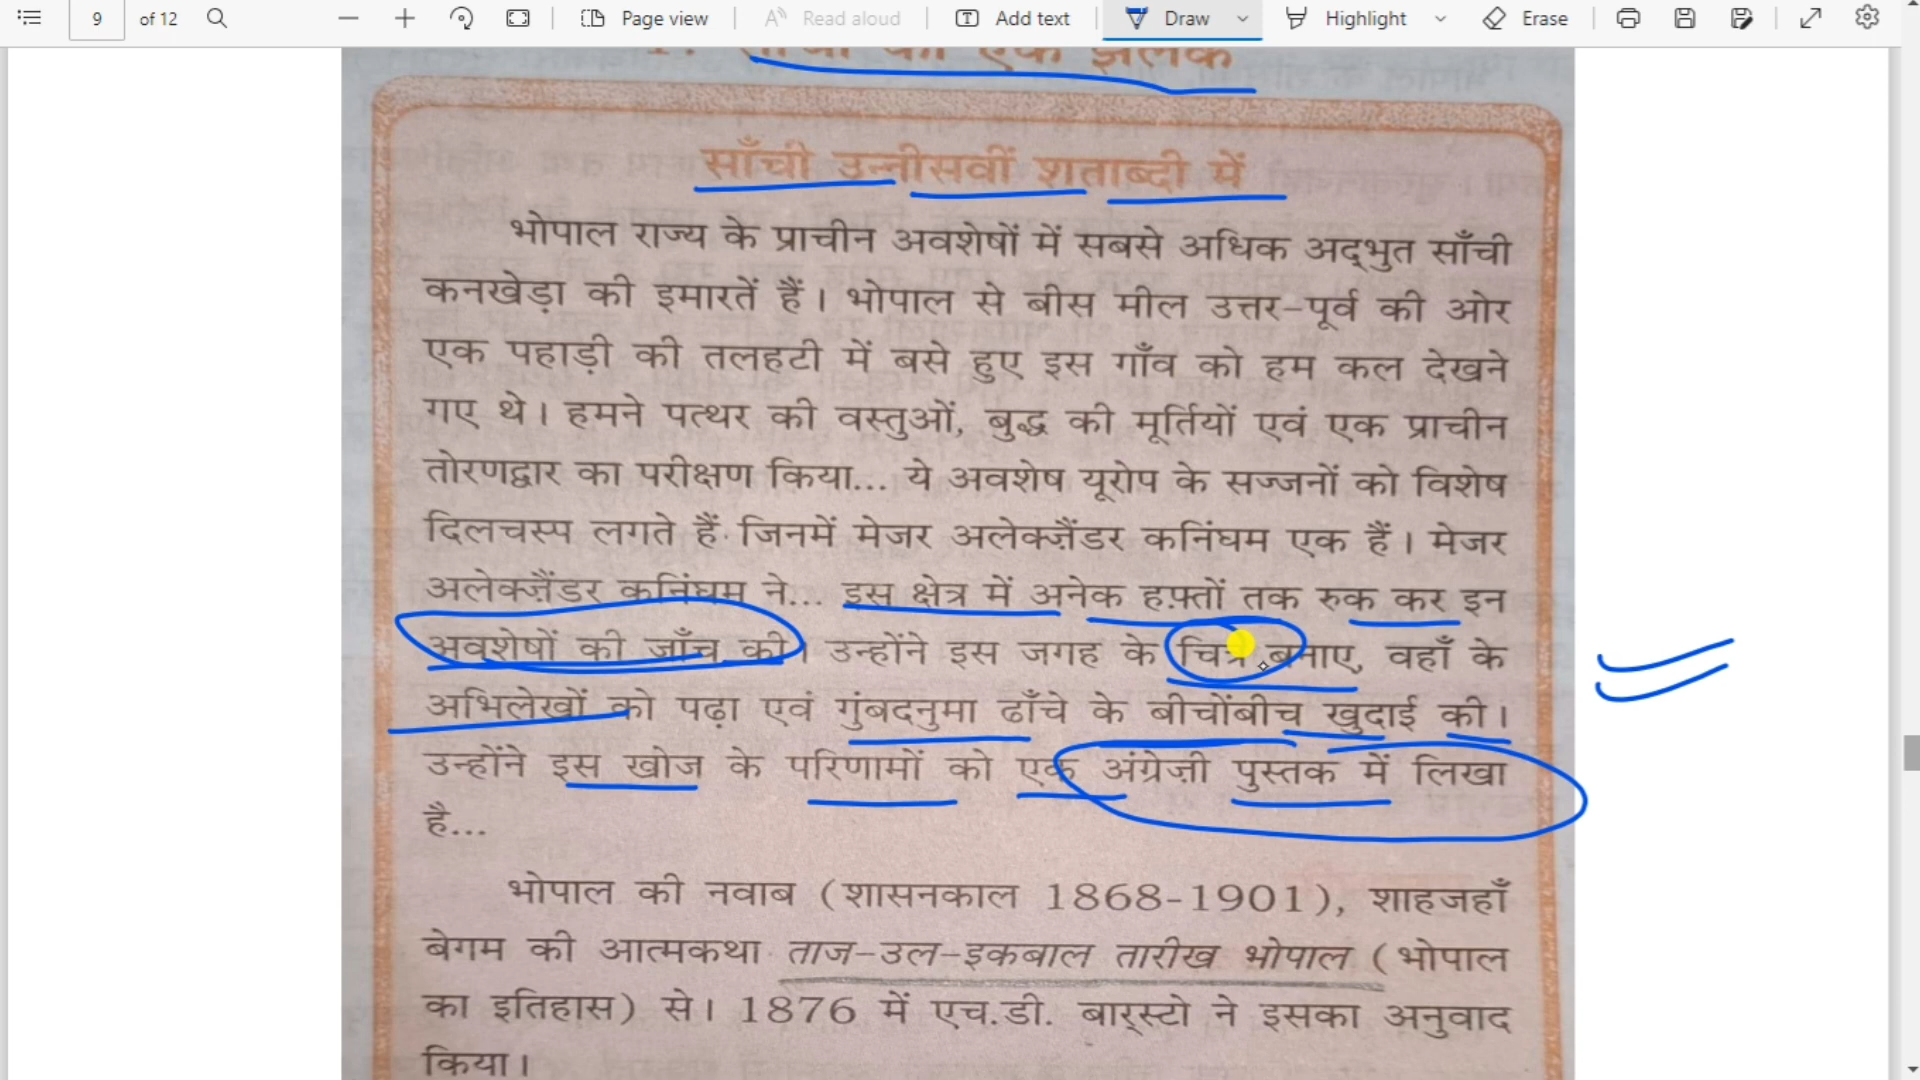 9 of 12 Page view Read aloud Add text Draw Highlight Erase
1. साँची की एक झलक
साँची उन्नीसवीं शताब्दी में
भोपाल राज्य के प्राचीन अवशेषों में सबसे अधिक अद्भुत साँची
कनखेड़ा की इमारतें हैं। भोपाल से बीस मील उत्तर-पूर्व की ओर
एक पहाड़ी की तलहटी में बसे हुए इस गाँव को हम कल देखने
गए थे। हमने पत्थर की वस्तुओं, बुद्ध की मूर्तियों एवं एक प्राचीन
तोरणद्वार का परीक्षण किया... ये अवशेष यूरोप के सज्जनों को विशेष
दिलचस्प लगते हैं जिनमें मेजर अलेक्ज़ैंडर कनिंघम एक हैं। मेजर
अलेक्ज़ैंडर कनिंघम ने... इस क्षेत्र में अनेक हफ़्तों तक रुक कर इन
अवशेषों की जाँच की। उन्होंने इस जगह के चित्र बनाए, वहाँ के
अभिलेखों को पढ़ा एवं गुंबदनुमा ढाँचे के बीचोंबीच खुदाई की।
उन्होंने इस खोज के परिणामों को एक अंग्रेज़ी पुस्तक में लिखा
है...
भोपाल की नवाब (शासनकाल 1868-1901), शाहजहाँ
बेगम की आत्मकथा ताज-उल-इकबाल तारीख भोपाल (भोपाल
का इतिहास) से। 1876 में एच.डी. बार्स्टो ने इसका अनुवाद
किया।